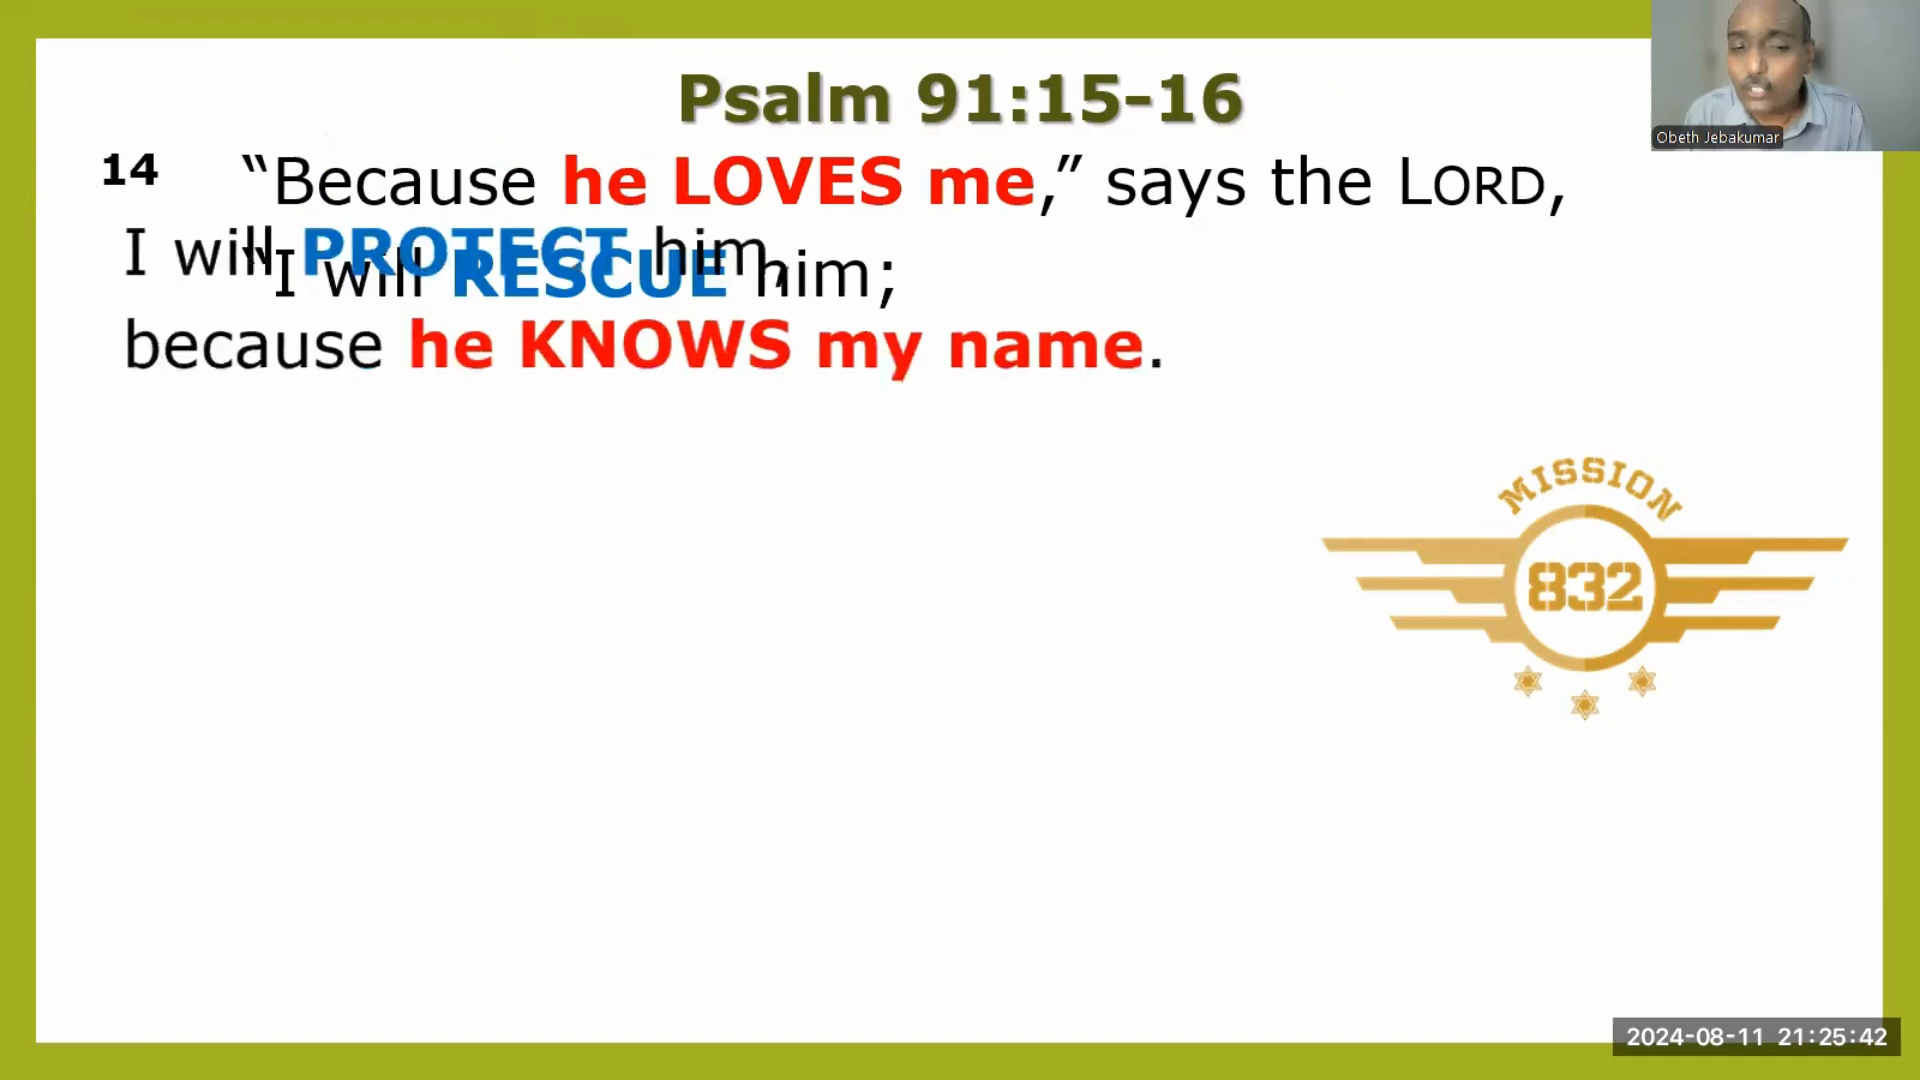 Psalm 91:15-16
Obeth Jebakumar
14 “Because he LOVES me,” says the LORD,
“I will RESCUE him;
I will PROTECT him,
because he KNOWS my name.
MISSION
832
2024-08-11 21:25:42